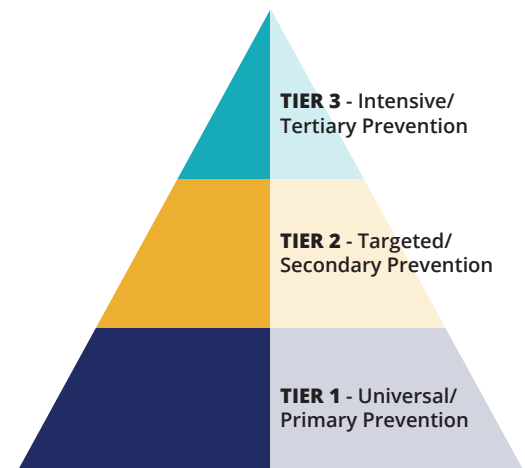 TIER 3 - Intensive/
Tertiary Prevention
TIER 2 - Targeted/
Secondary Prevention
TIER 1 - Universal/
Primary Prevention